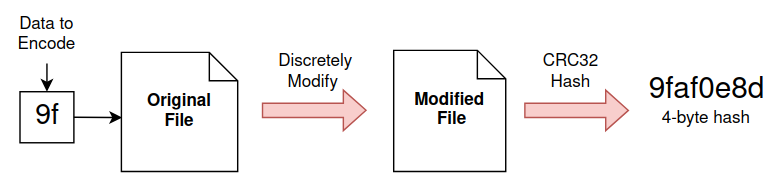 Data to
Encode
9f
Original
File
Discretely
Modify
Modified
File
CRC32
Hash
9faf0e8d
4-byte hash